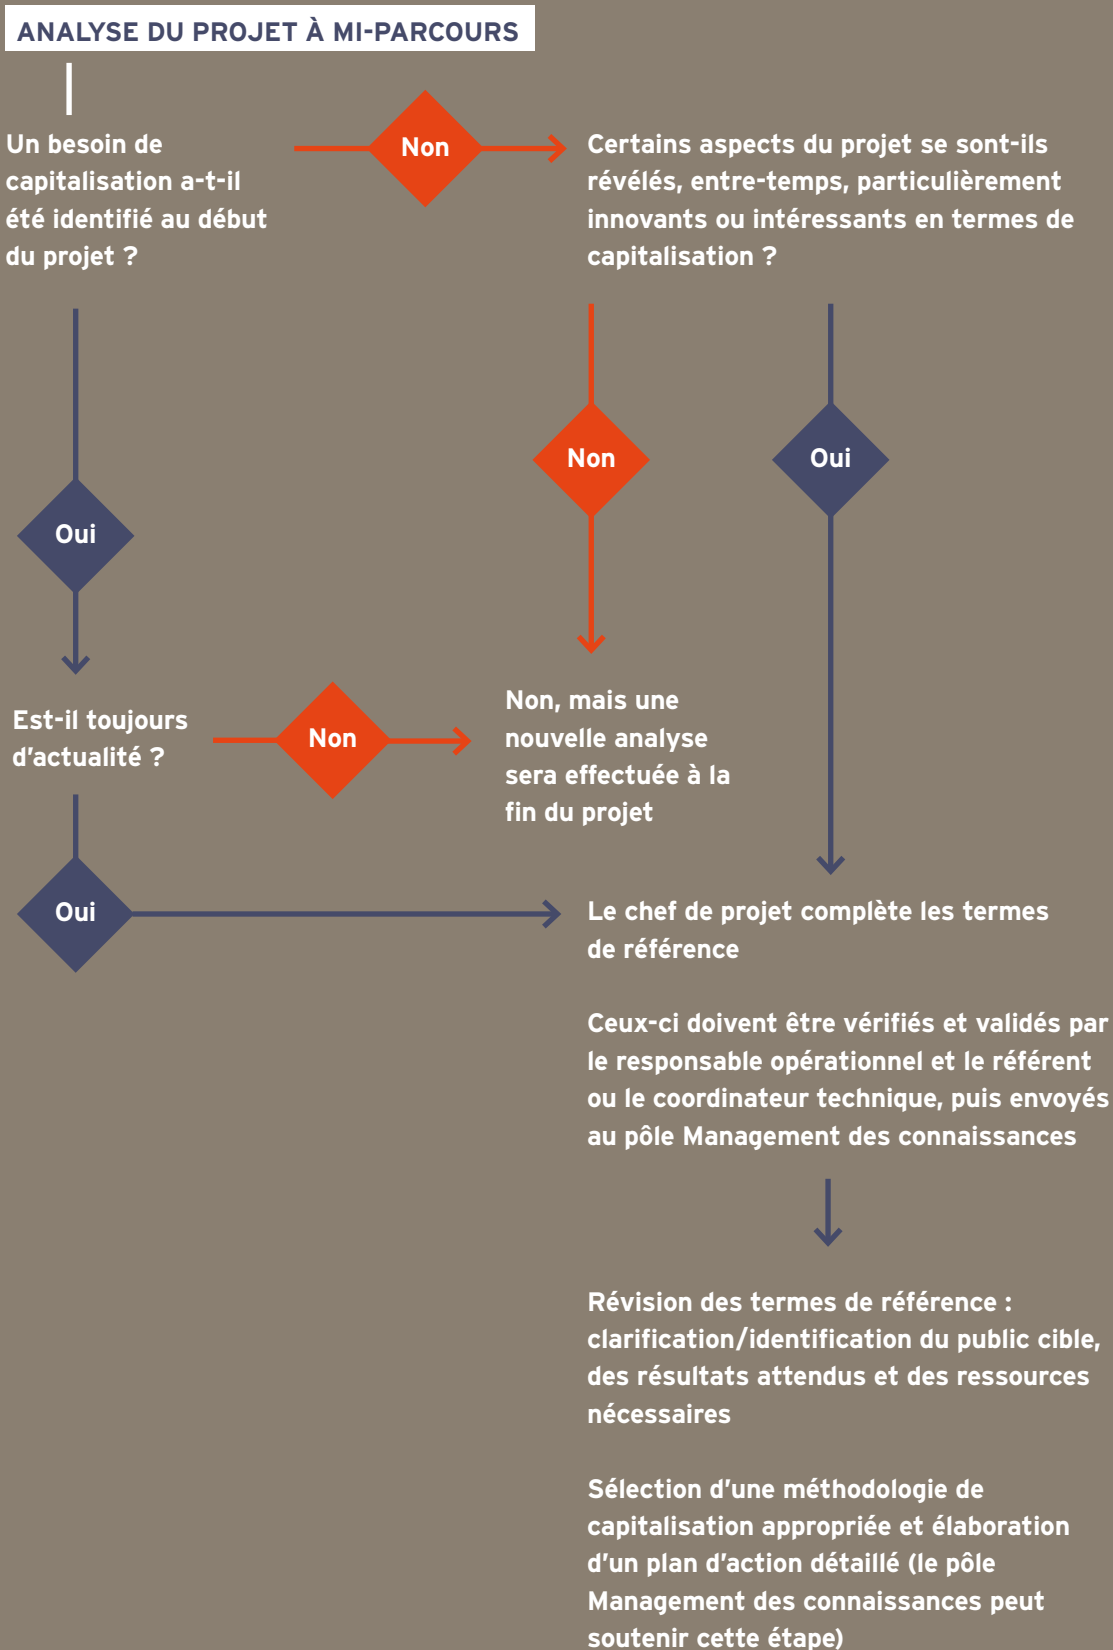 ANALYSE DU PROJET À MI-PARCOURS
Un besoin de
capitalisation a-t-il
été identifié au début
du projet ?
Non
Certains aspects du projet se sont-ils
révélés, entre-temps, particulièrement
innovants ou intéressants en termes de
capitalisation ?
Non
Oui
Oui
Est-il toujours
d’actualité ?
Non
Non, mais une
nouvelle analyse
sera effectuée à la
fin du projet
Oui
Le chef de projet complète les termes
de référence
Ceux-ci doivent être vérifiés et validés par
le responsable opérationnel et le référent
ou le coordinateur technique, puis envoyés
au pôle Management des connaissances
Révision des termes de référence :
clarification/identification du public cible,
des résultats attendus et des ressources
nécessaires
Sélection d’une méthodologie de
capitalisation appropriée et élaboration
d’un plan d’action détaillé (le pôle
Management des connaissances peut
soutenir cette étape)